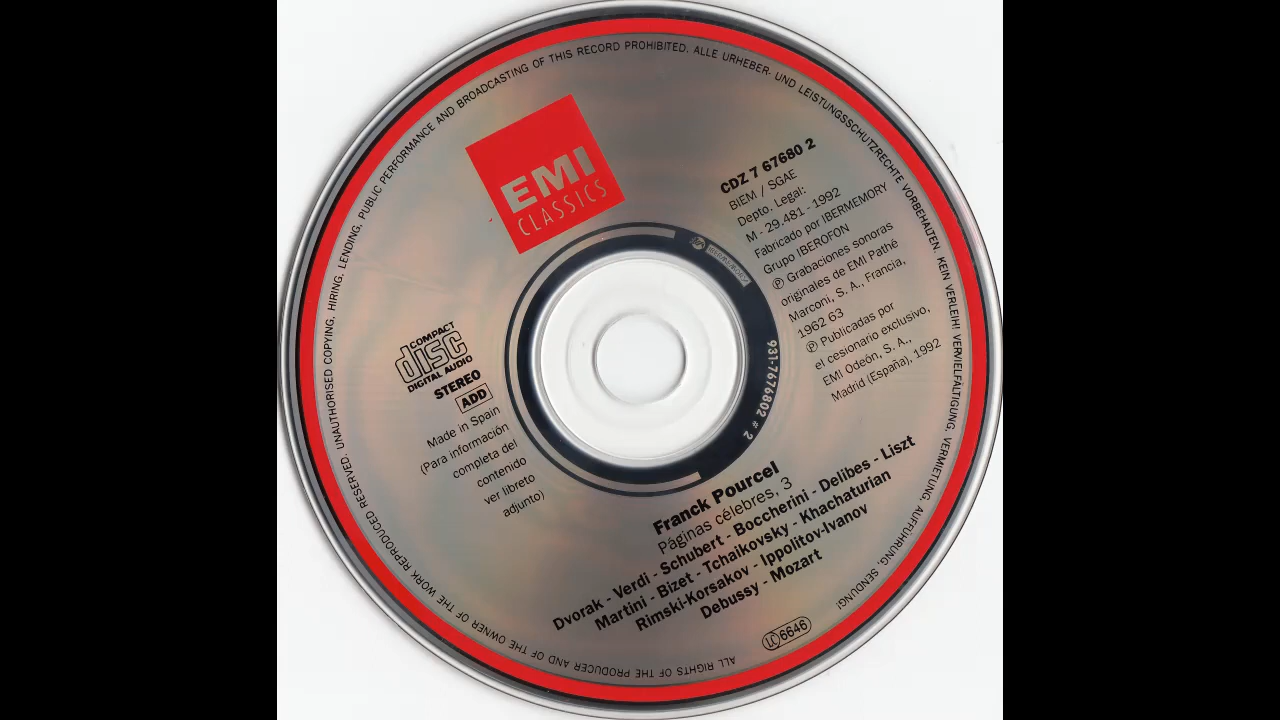 ALL RIGHTS OF THE PRODUCER AND OF THE OWNER OF THE WORK REPRODUCED RESERVED. UNAUTHORISED COPYING, HIRING, LENDING, PUBLIC PERFORMANCE AND BROADCASTING OF THIS RECORD PROHIBITED. ALLE URHEBER- UND LEISTUNGSSCHUTZRECHTE VORBEHALTEN. KEIN VERLEIH! VERVIELFÄLTIGUNG, VERMIETUNG, AUFFÜHRUNG, SENDUNG!
EMI
CLASSICS
CDZ 7 67680 2
BIEM / SGAE
Depto. Legal:
M - 29.481 - 1992
Fabricado por IBERMEMORY
Grupo IBEROFON
℗ Grabaciones sonoras
originales de EMI Pathé
Marconi, S. A., Francia,
1962 63
℗ Publicadas por
el cesionario exclusivo,
EMI Odeón, S. A.,
Madrid (España), 1992
IBERMEMORY
931-7676802 # 2
COMPACT
disc
DIGITAL AUDIO
STEREO
ADD
Made in Spain
(Para información
completa del
contenido
ver libreto
adjunto)
Franck Pourcel
Páginas célebres, 3
Dvorak - Verdi - Schubert - Boccherini - Delibes - Liszt
Martini - Bizet - Tchaikovsky - Khachaturian
Rimski-Korsakov - Ippolitov-Ivanov
Debussy - Mozart
LC 6646